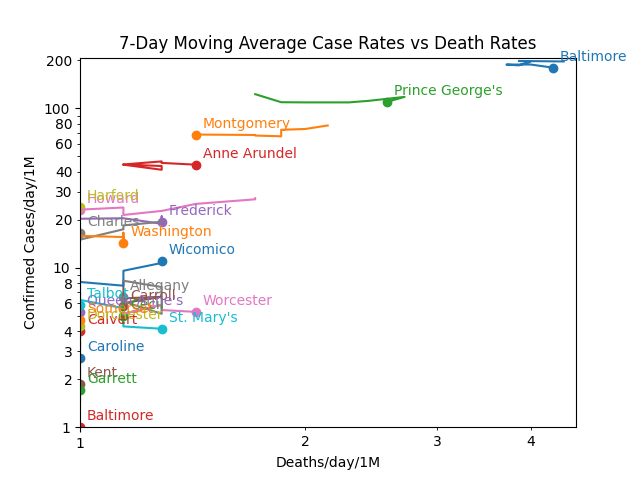 7-Day Moving Average Case Rates vs Death Rates
Confirmed Cases/day/1M
200
100
80
60
40
30
20
10
8
6
4
3
2
1
Baltimore
Prince George's
Montgomery
Anne Arundel
Harford
Howard
Frederick
Charles
Washington
Wicomico
Allegany
Talbot
Carroll
Worcester
St. Mary's
Calvert
Caroline
Kent
Garrett
Baltimore
1
2
3
4
Deaths/day/1M